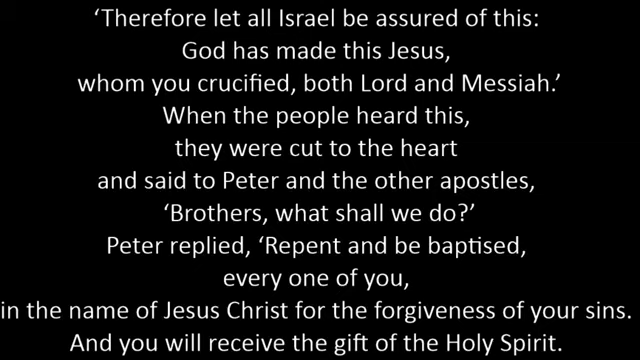 ‘Therefore let all Israel be assured of this:
God has made this Jesus,
whom you crucified, both Lord and Messiah.’
When the people heard this,
they were cut to the heart
and said to Peter and the other apostles,
‘Brothers, what shall we do?’
Peter replied, ‘Repent and be baptised,
every one of you,
in the name of Jesus Christ for the forgiveness of your sins.
And you will receive the gift of the Holy Spirit.